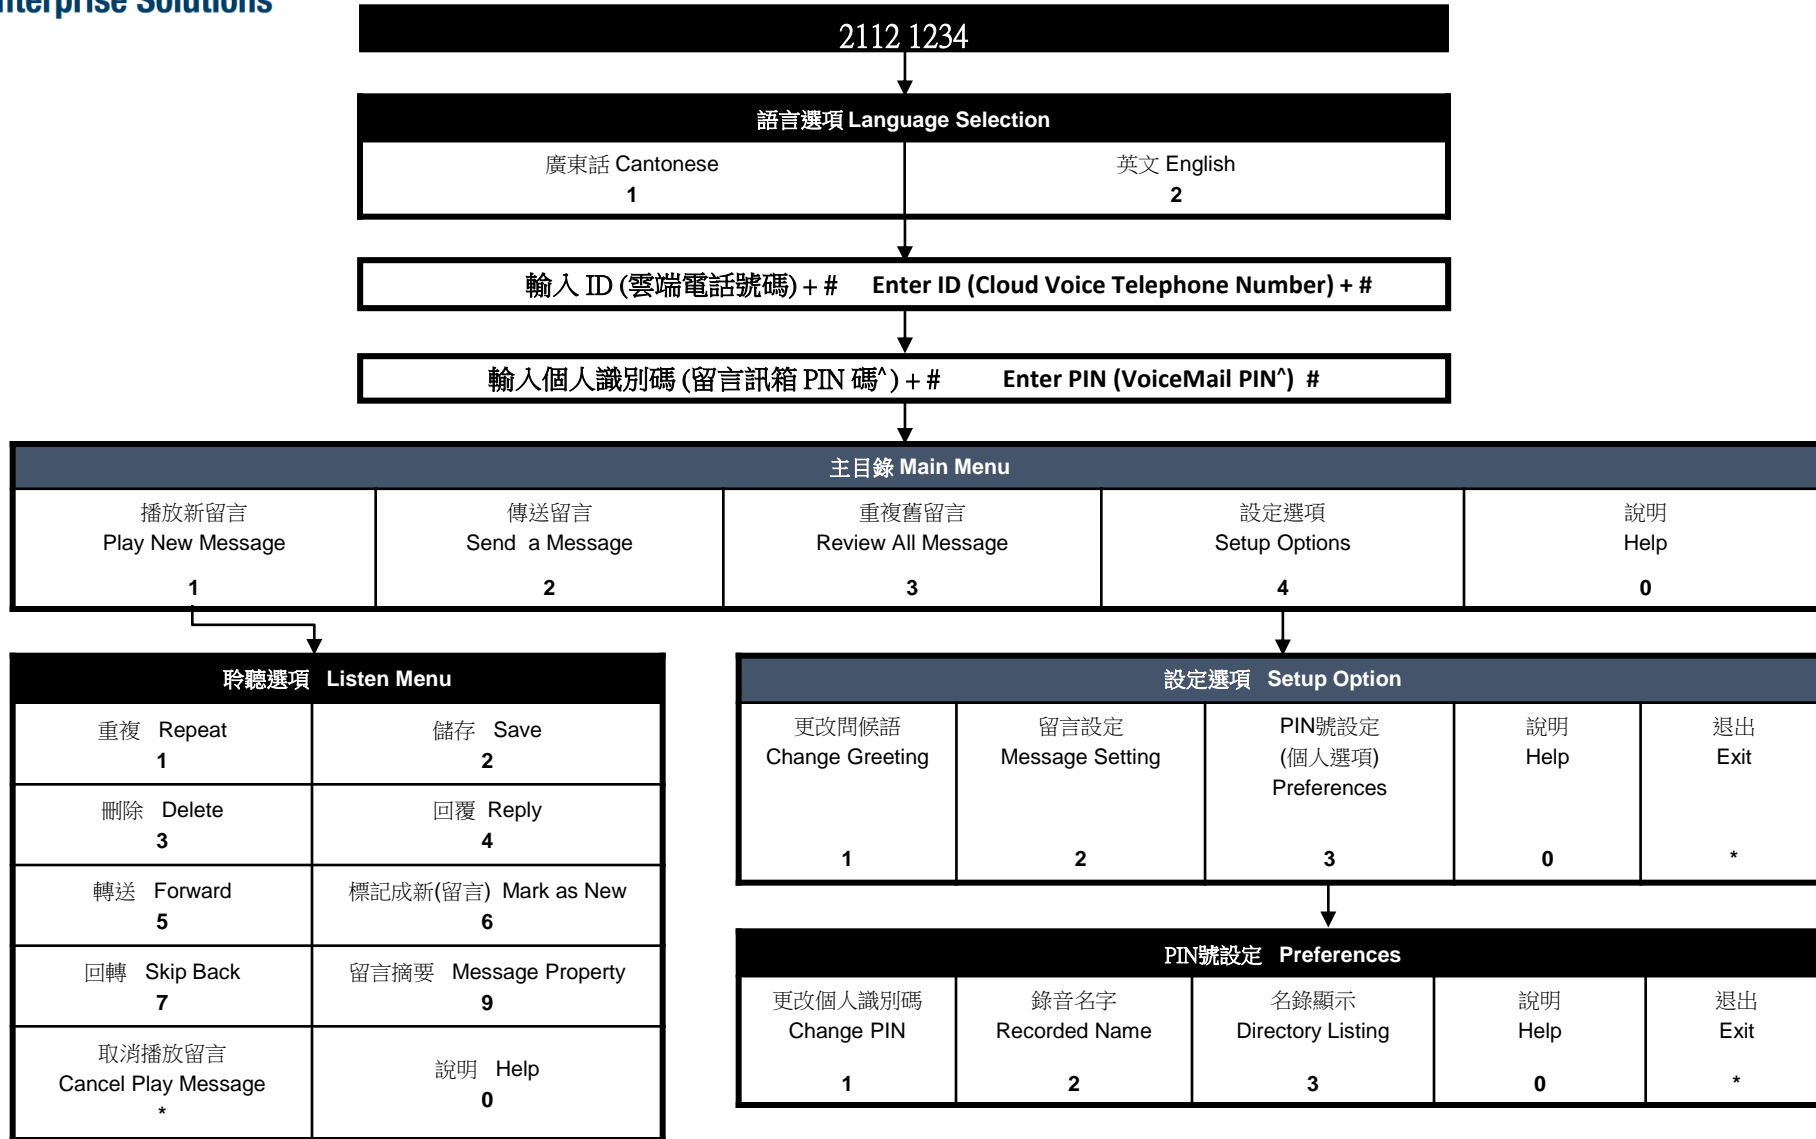 Enterprise Solutions
2112 1234
語言選項 Language Selection
廣東話 Cantonese
1
英文 English
2
輸入 ID (雲端電話號碼) + # Enter ID (Cloud Voice Telephone Number) + #
輸入個人識別碼 (留言訊箱 PIN 碼^ ) + # Enter PIN (VoiceMail PIN^) #
主目錄 Main Menu
播放新留言
Play New Message
1
傳送留言
Send a Message
2
重複舊留言
Review All Message
3
設定選項
Setup Options
4
說明
Help
0
聆聽選項 Listen Menu
重複 Repeat
1
儲存 Save
2
刪除 Delete
3
回覆 Reply
4
轉送 Forward
5
標記成新(留言) Mark as New
6
回轉 Skip Back
7
留言摘要 Message Property
9
取消播放留言
Cancel Play Message
*
說明 Help
0
設定選項 Setup Option
更改問候語
Change Greeting
1
留言設定
Message Setting
2
PIN號設定
(個人選項)
Preferences
3
說明
Help
0
退出
Exit
*
PIN號設定 Preferences
更改個人識別碼
Change PIN
1
錄音名字
Recorded Name
2
名錄顯示
Directory Listing
3
說明
Help
0
退出
Exit
*